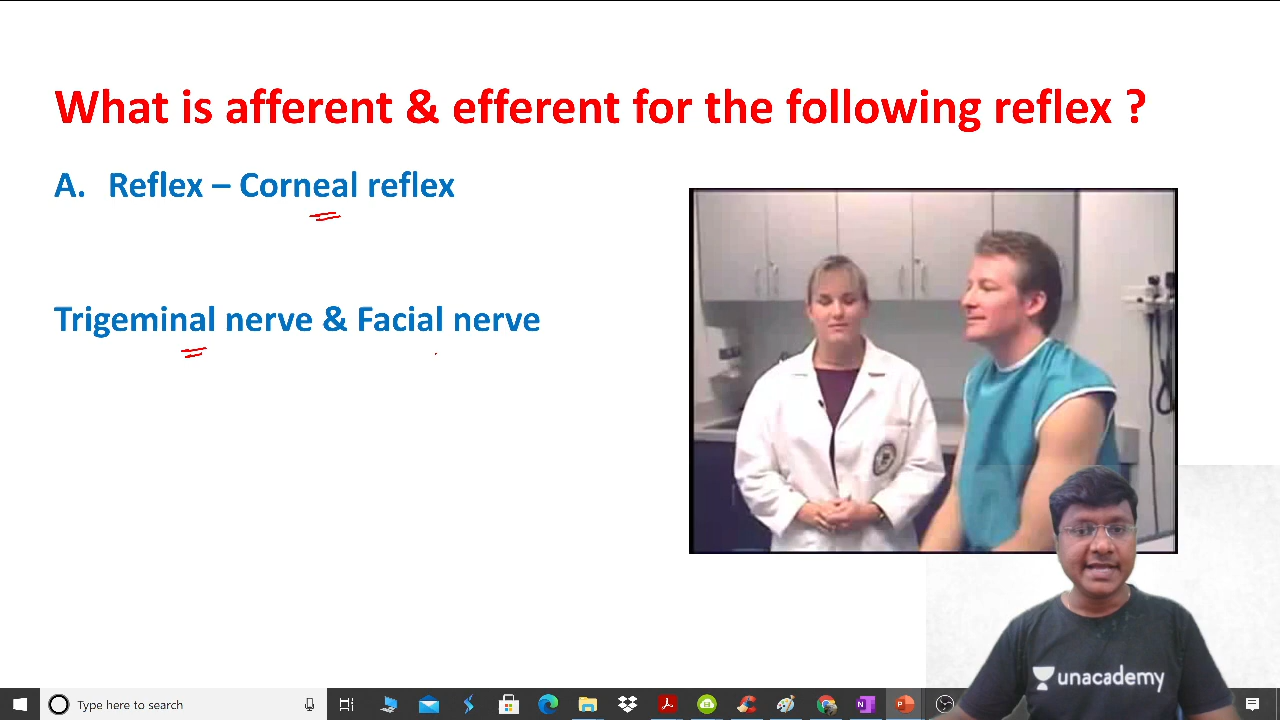 What is afferent & efferent for the following reflex ?
A. Reflex – Corneal reflex
Trigeminal nerve & Facial nerve
unacademy
Type here to search